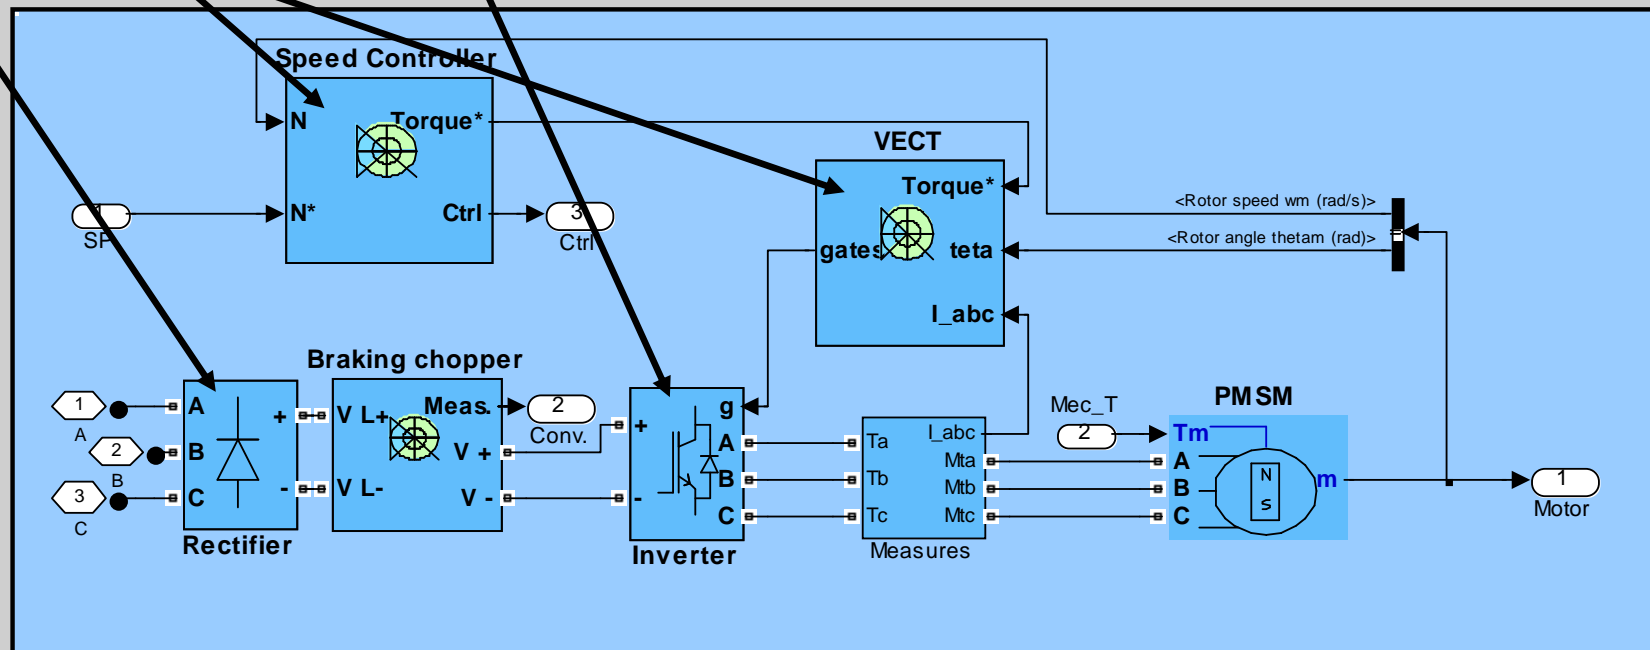 Speed Controller
N
Torque*
N*
Ctrl
1
SP
3
Ctrl
VECT
Torque*
gates
teta
I_abc
<Rotor speed wm (rad/s)>
<Rotor angle thetam (rad)>
1
A
2
B
3
C
A
B
C
+
-
Rectifier
Braking chopper
V L+
V L-
Meas.
V +
V -
2
Conv.
+
-
g
A
B
C
Inverter
Ta
Tb
Tc
I_abc
Mta
Mtb
Mtc
Measures
Mec_T
2
PMSM
Tm
A
B
C
N
S
m
1
Motor